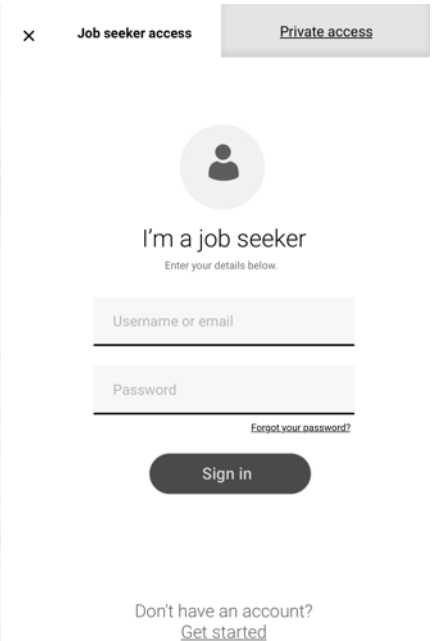 Job seeker access
Private access
I'm a job seeker
Enter your details below.
Username or email
Password
Forgot your password?
Sign in
Don't have an account?
Get started